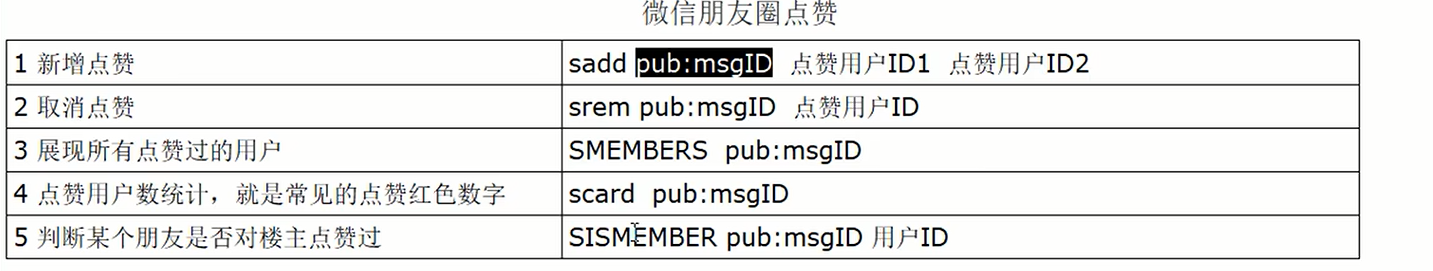 微信朋友圈点赞
1 新增点赞 sadd pub:msgID 点赞用户ID1 点赞用户ID2
2 取消点赞 srem pub:msgID 点赞用户ID
3 展现所有点赞过的用户 SMEMBERS pub:msgID
4 点赞用户数统计，就是常见的点赞红色数字 scard pub:msgID
5 判断某个朋友是否对楼主点赞过 SISMEMBER pub:msgID 用户ID